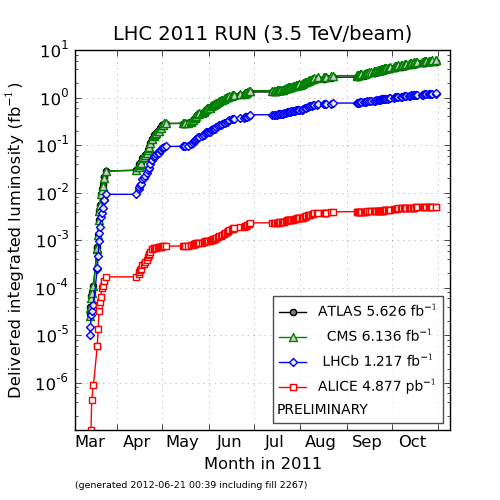 LHC 2011 RUN (3.5 TeV/beam)
Delivered integrated luminosity (fb⁻¹)
10¹
10⁰
10⁻¹
10⁻²
10⁻³
10⁻⁴
10⁻⁵
10⁻⁶
ATLAS 5.626 fb⁻¹
CMS 6.136 fb⁻¹
LHCb 1.217 fb⁻¹
ALICE 4.877 pb⁻¹
PRELIMINARY
Mar Apr May Jun Jul Aug Sep Oct
Month in 2011
(generated 2012-06-21 00:39 including fill 2267)